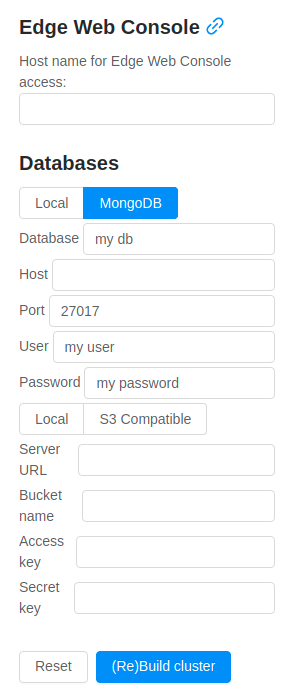 Edge Web Console
Host name for Edge Web Console
access:
Databases
Local MongoDB
Database my db
Host
Port 27017
User my user
Password my password
Local S3 Compatible
Server
URL
Bucket
name
Access
key
Secret
key
Reset (Re)Build cluster